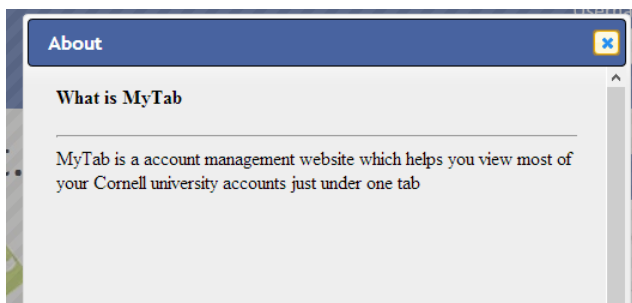 About
What is MyTab
MyTab is a account management website which helps you view most of
your Cornell university accounts just under one tab